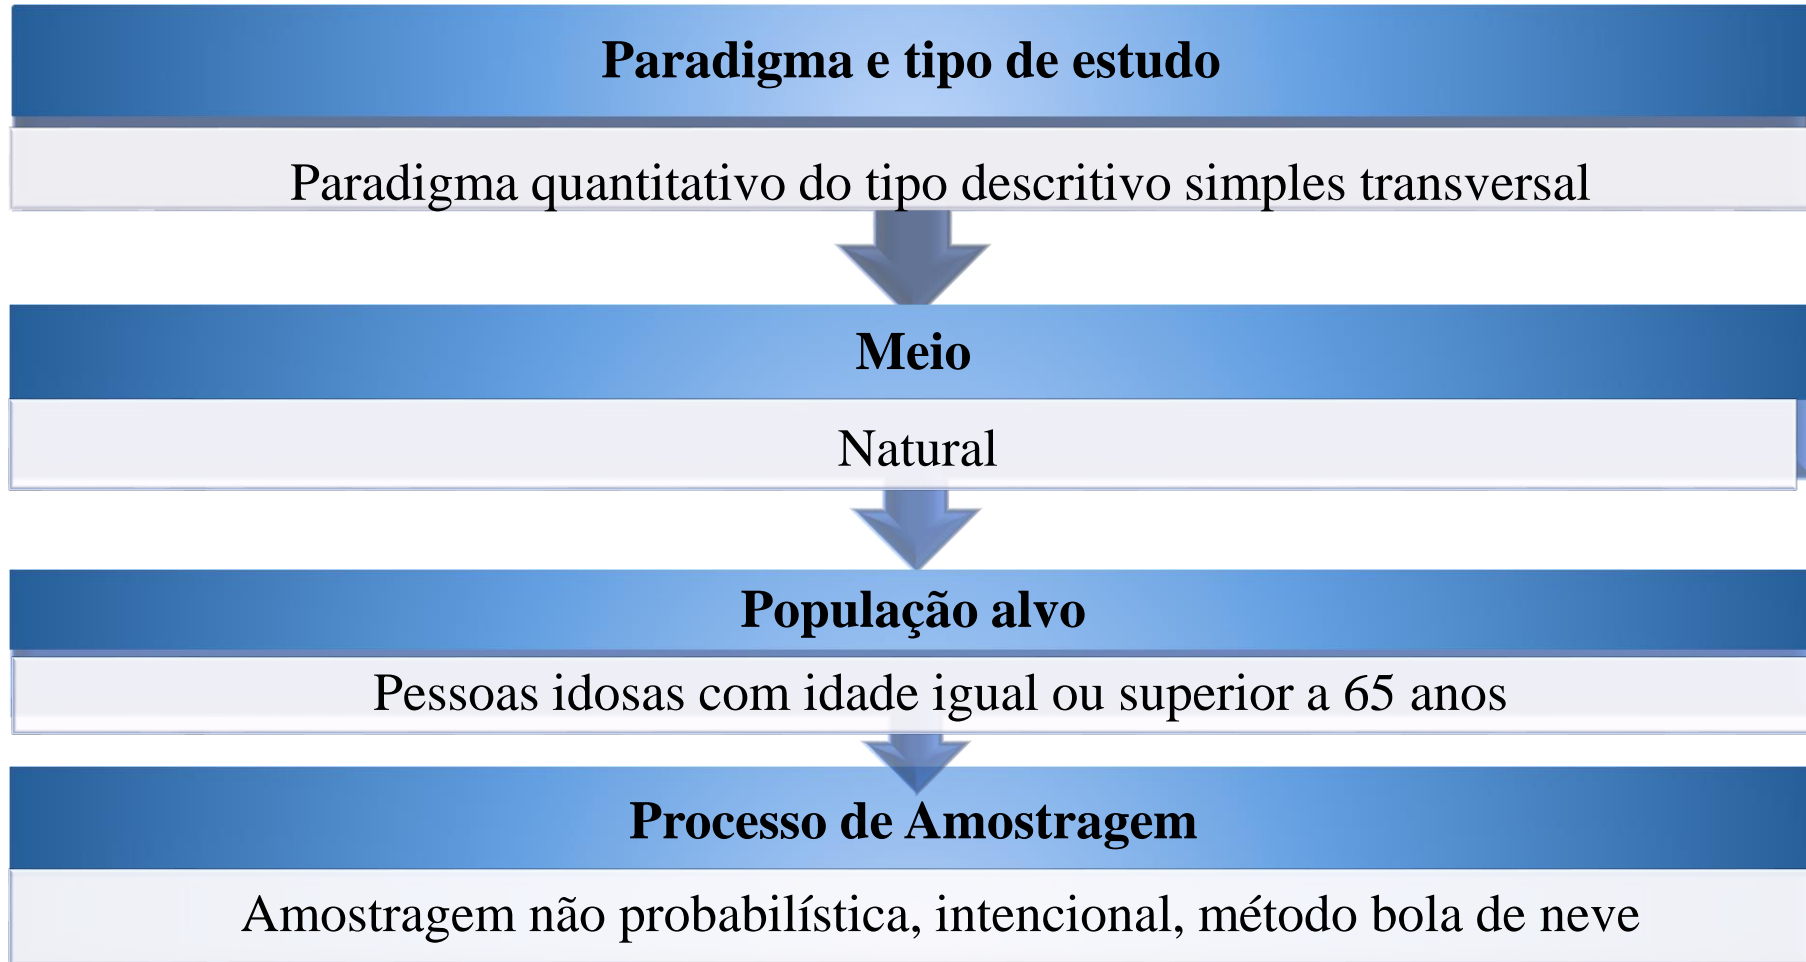 Paradigma e tipo de estudo
Paradigma quantitativo do tipo descritivo simples transversal
Meio
Natural
População alvo
Pessoas idosas com idade igual ou superior a 65 anos
Processo de Amostragem
Amostragem não probabilística, intencional, método bola de neve